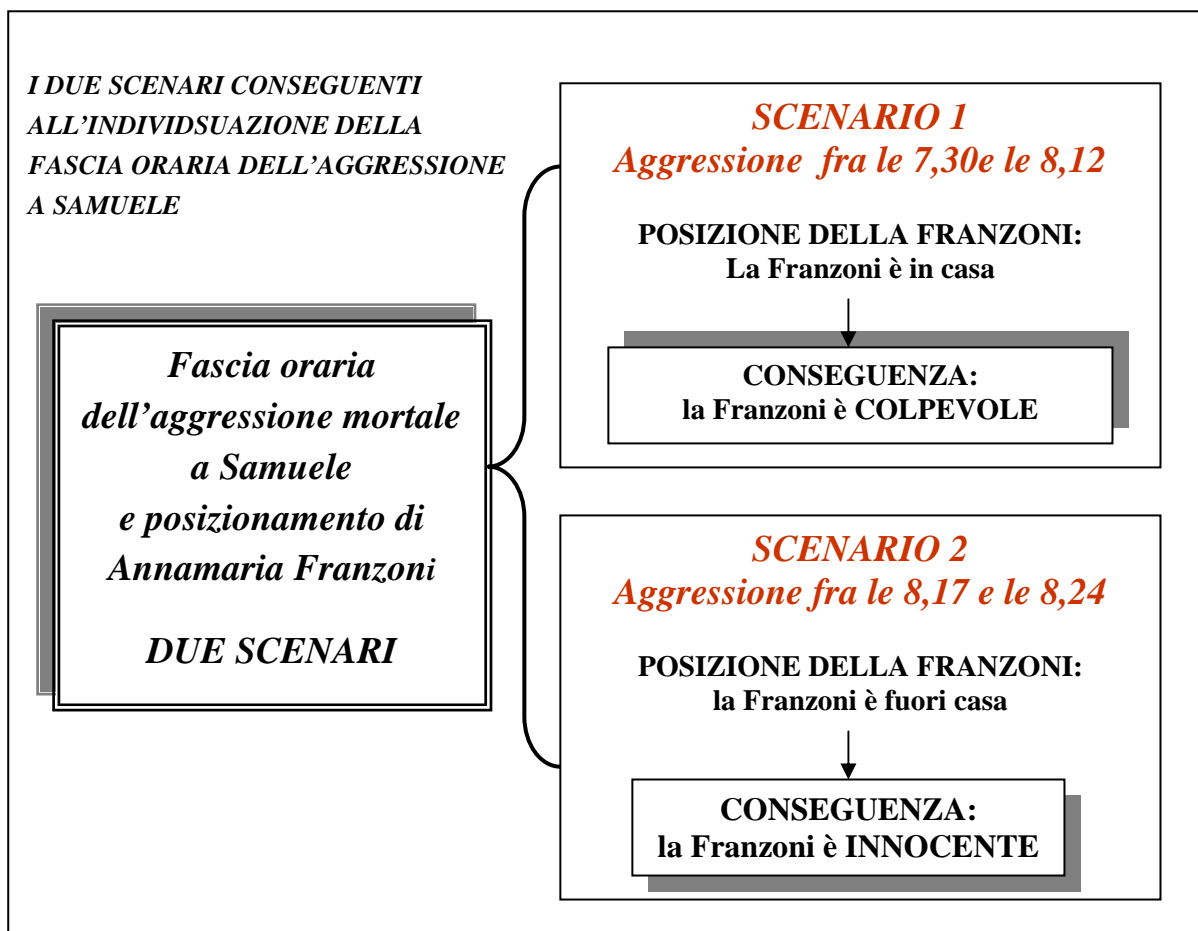 I DUE SCENARI CONSEGUENTI
ALL'INDIVIDSUAZIONE DELLA
FASCIA ORARIA DELL'AGGRESSIONE
A SAMUELE
Fascia oraria
dell'aggressione mortale
a Samuele
e posizionamento di
Annamaria Franzoni
DUE SCENARI
SCENARIO 1
Aggressione fra le 7,30e le 8,12
POSIZIONE DELLA FRANZONI:
La Franzoni è in casa
CONSEGUENZA:
la Franzoni è COLPEVOLE
SCENARIO 2
Aggressione fra le 8,17 e le 8,24
POSIZIONE DELLA FRANZONI:
la Franzoni è fuori casa
CONSEGUENZA:
la Franzoni è INNOCENTE